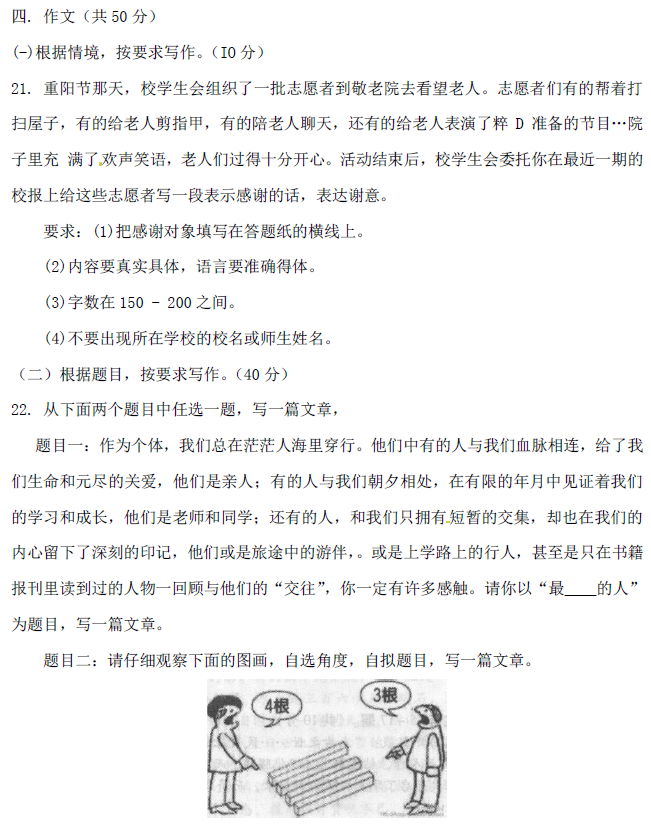 四. 作文（共 50 分）
(-)根据情境，按要求写作。（IO 分）
21. 重阳节那天，校学生会组织了一批志愿者到敬老院去看望老人。志愿者们有的帮着打
扫屋子，有的给老人剪指甲，有的陪老人聊天，还有的给老人表演了粹 D 准备的节目…院
子里充 满了欢声笑语，老人们过得十分开心。活动结束后，校学生会委托你在最近一期的
校报上给这些志愿者写一段表示感谢的话，表达谢意。
要求：(1)把感谢对象填写在答题纸的横线上。
(2)内容要真实具体，语言要准确得体。
(3)字数在 150 - 200 之间。
(4)不要出现所在学校的校名或师生姓名。
（二）根据题目，按要求写作。（40 分）
22. 从下面两个题目中任选一题，写一篇文章，
题目一：作为个体，我们总在茫茫人海里穿行。他们中有的人与我们血脉相连，给了我
们生命和元尽的关爱，他们是亲人；有的人与我们朝夕相处，在有限的年月中见证着我们
的学习和成长，他们是老师和同学；还有的人，和我们只拥有短暂的交集，却也在我们的
内心留下了深刻的印记，他们或是旅途中的游伴，。或是上学路上的行人，甚至是只在书籍
报刊里读到过的人物一回顾与他们的“交往”，你一定有许多感触。请你以“最____的人”
为题目，写一篇文章。
题目二：请仔细观察下面的图画，自选角度，自拟题目，写一篇文章。
4根
3根